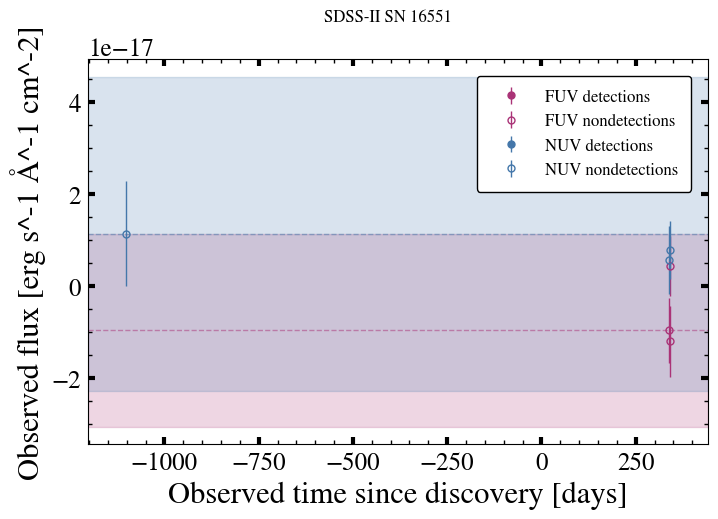 SDSS-II SN 16551
1e−17
Observed flux [erg s^-1 Å^-1 cm^-2]
4
2
0
−2
FUV detections
FUV nondetections
NUV detections
NUV nondetections
−1000 −750 −500 −250 0 250
Observed time since discovery [days]